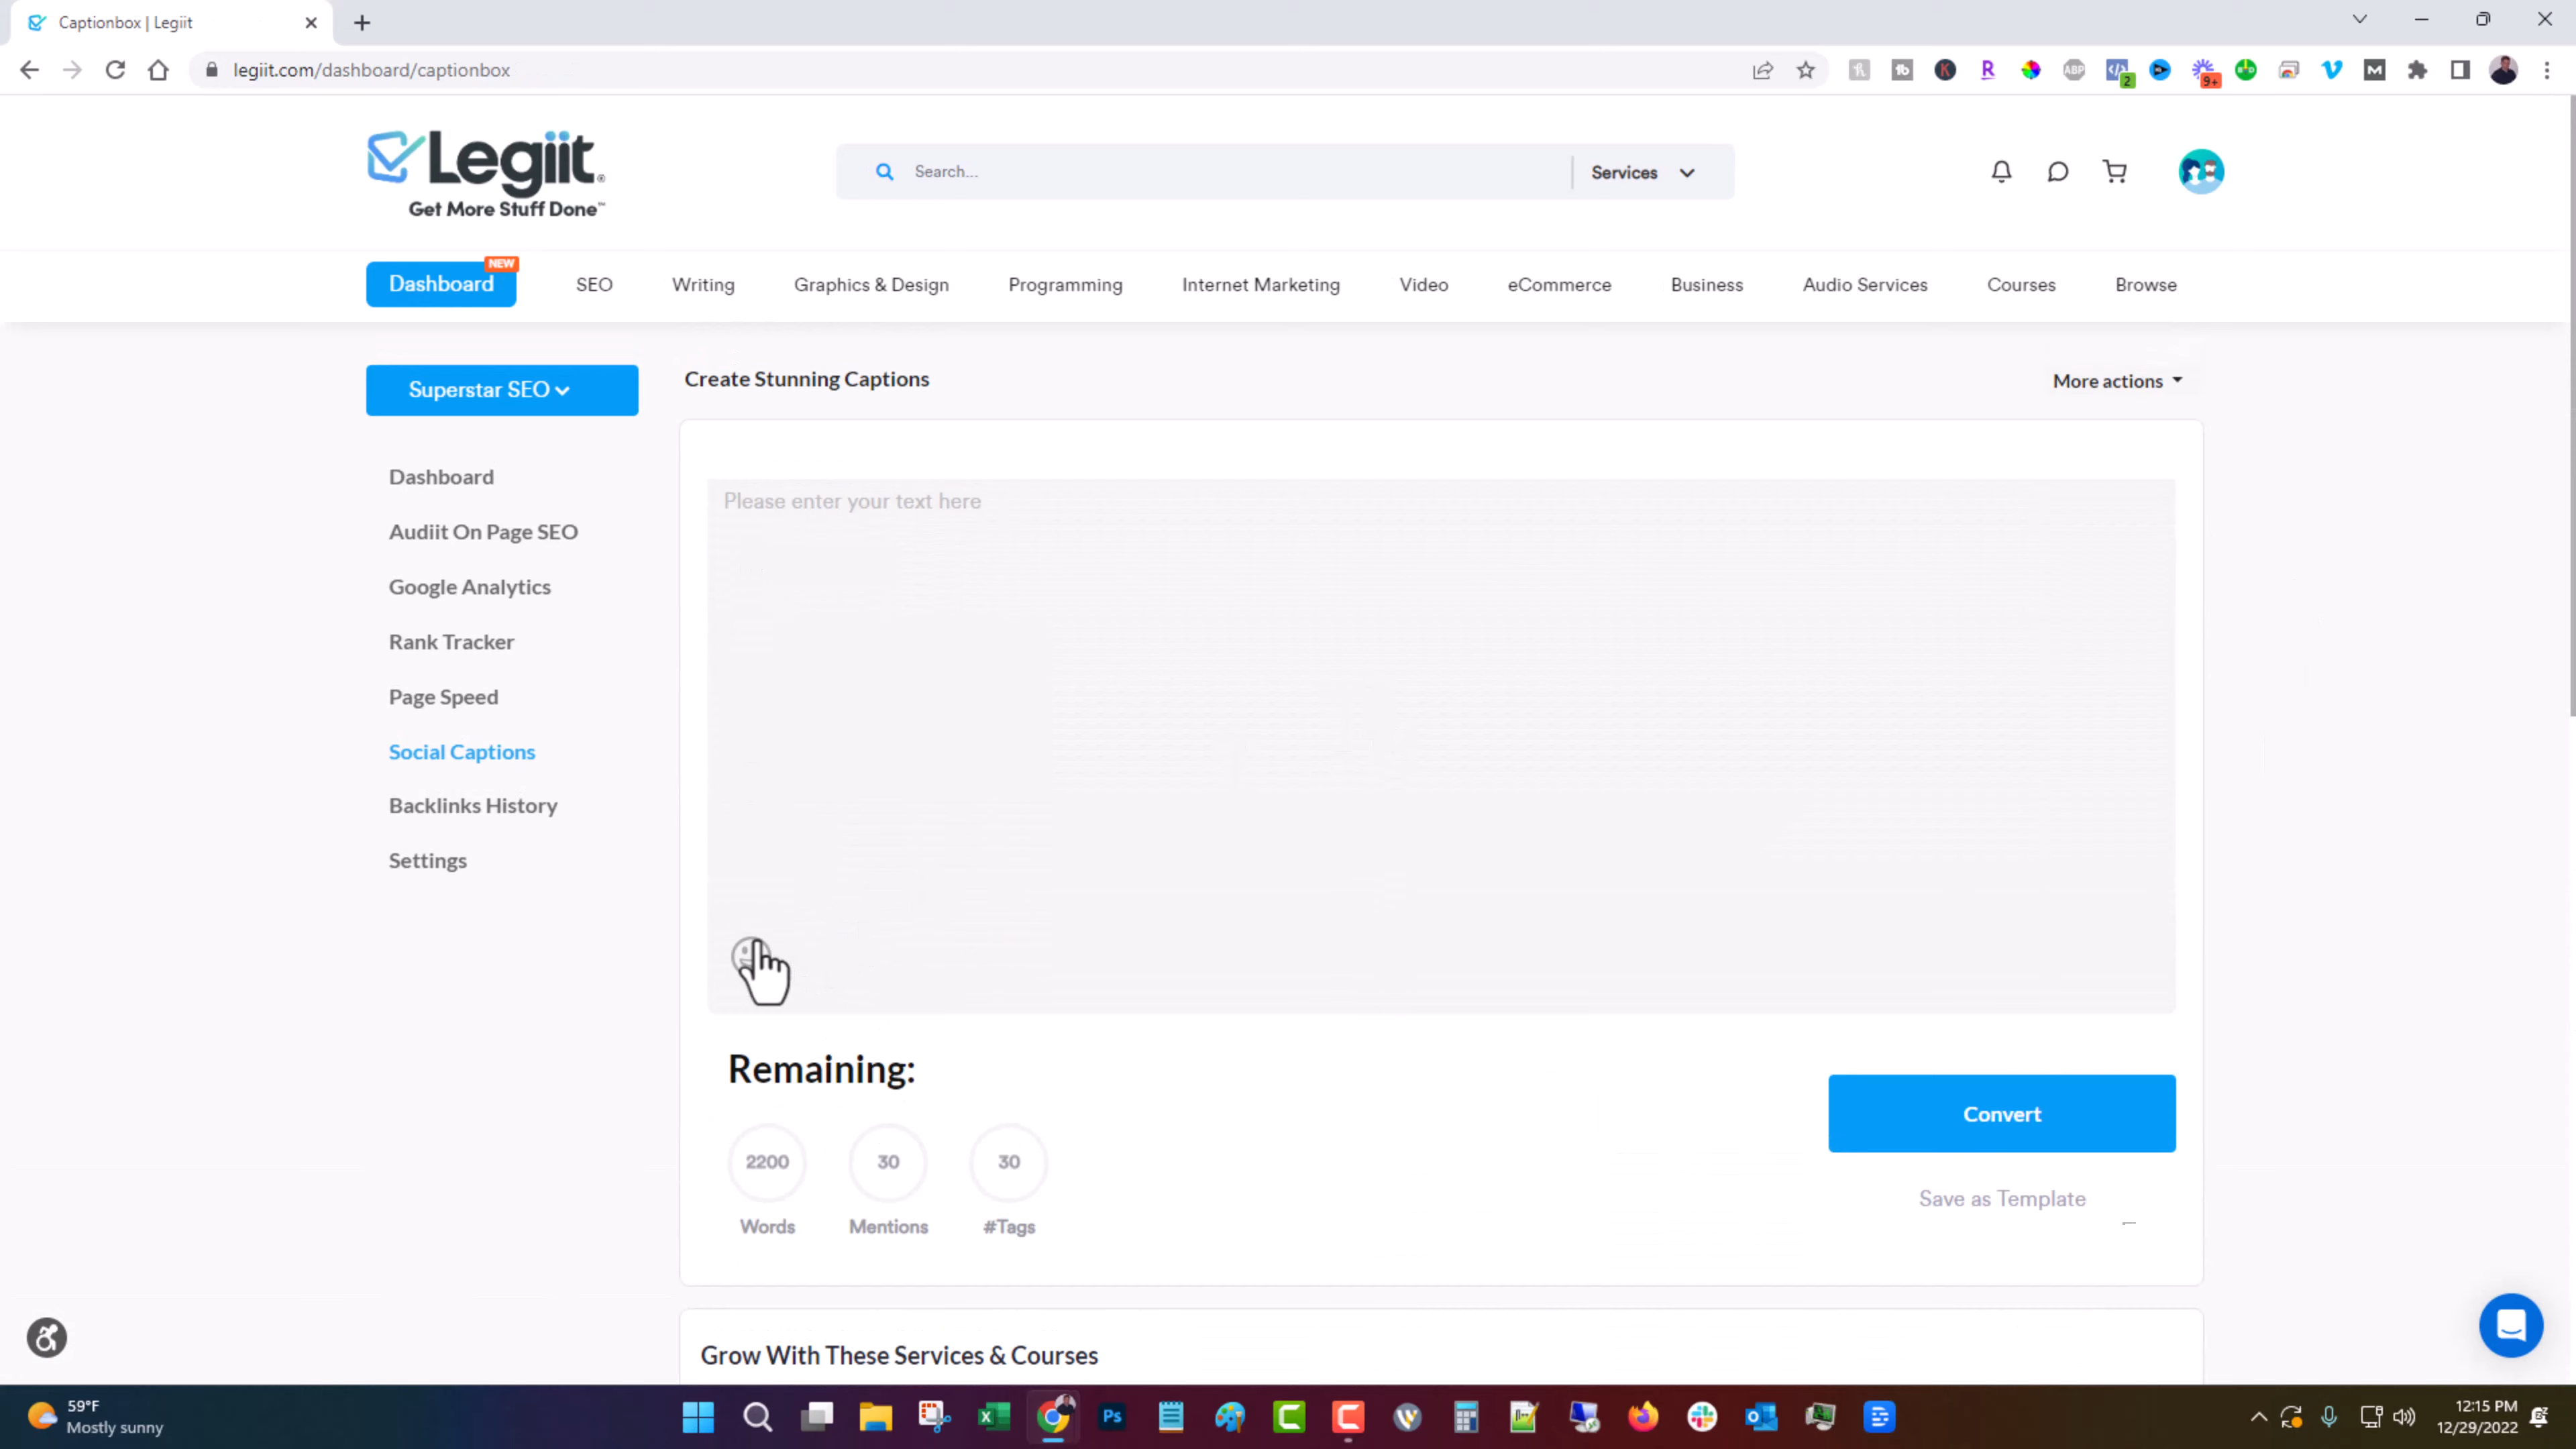 Captionbox | Legiit
legiit.com/dashboard/captionbox
ABP
2
9+
Legiit®
Get More Stuff Done™
Search...
Services
Dashboard
NEW
SEO
Writing
Graphics & Design
Programming
Internet Marketing
Video
eCommerce
Business
Audio Services
Courses
Browse
Superstar SEO
Create Stunning Captions
More actions
Dashboard
Audiit On Page SEO
Google Analytics
Rank Tracker
Page Speed
Social Captions
Backlinks History
Settings
Please enter your text here
Remaining:
2200
30
30
Words
Mentions
#Tags
Convert
Save as Template
Grow With These Services & Courses
59°F
Mostly sunny
Ps
12:15 PM
12/29/2022